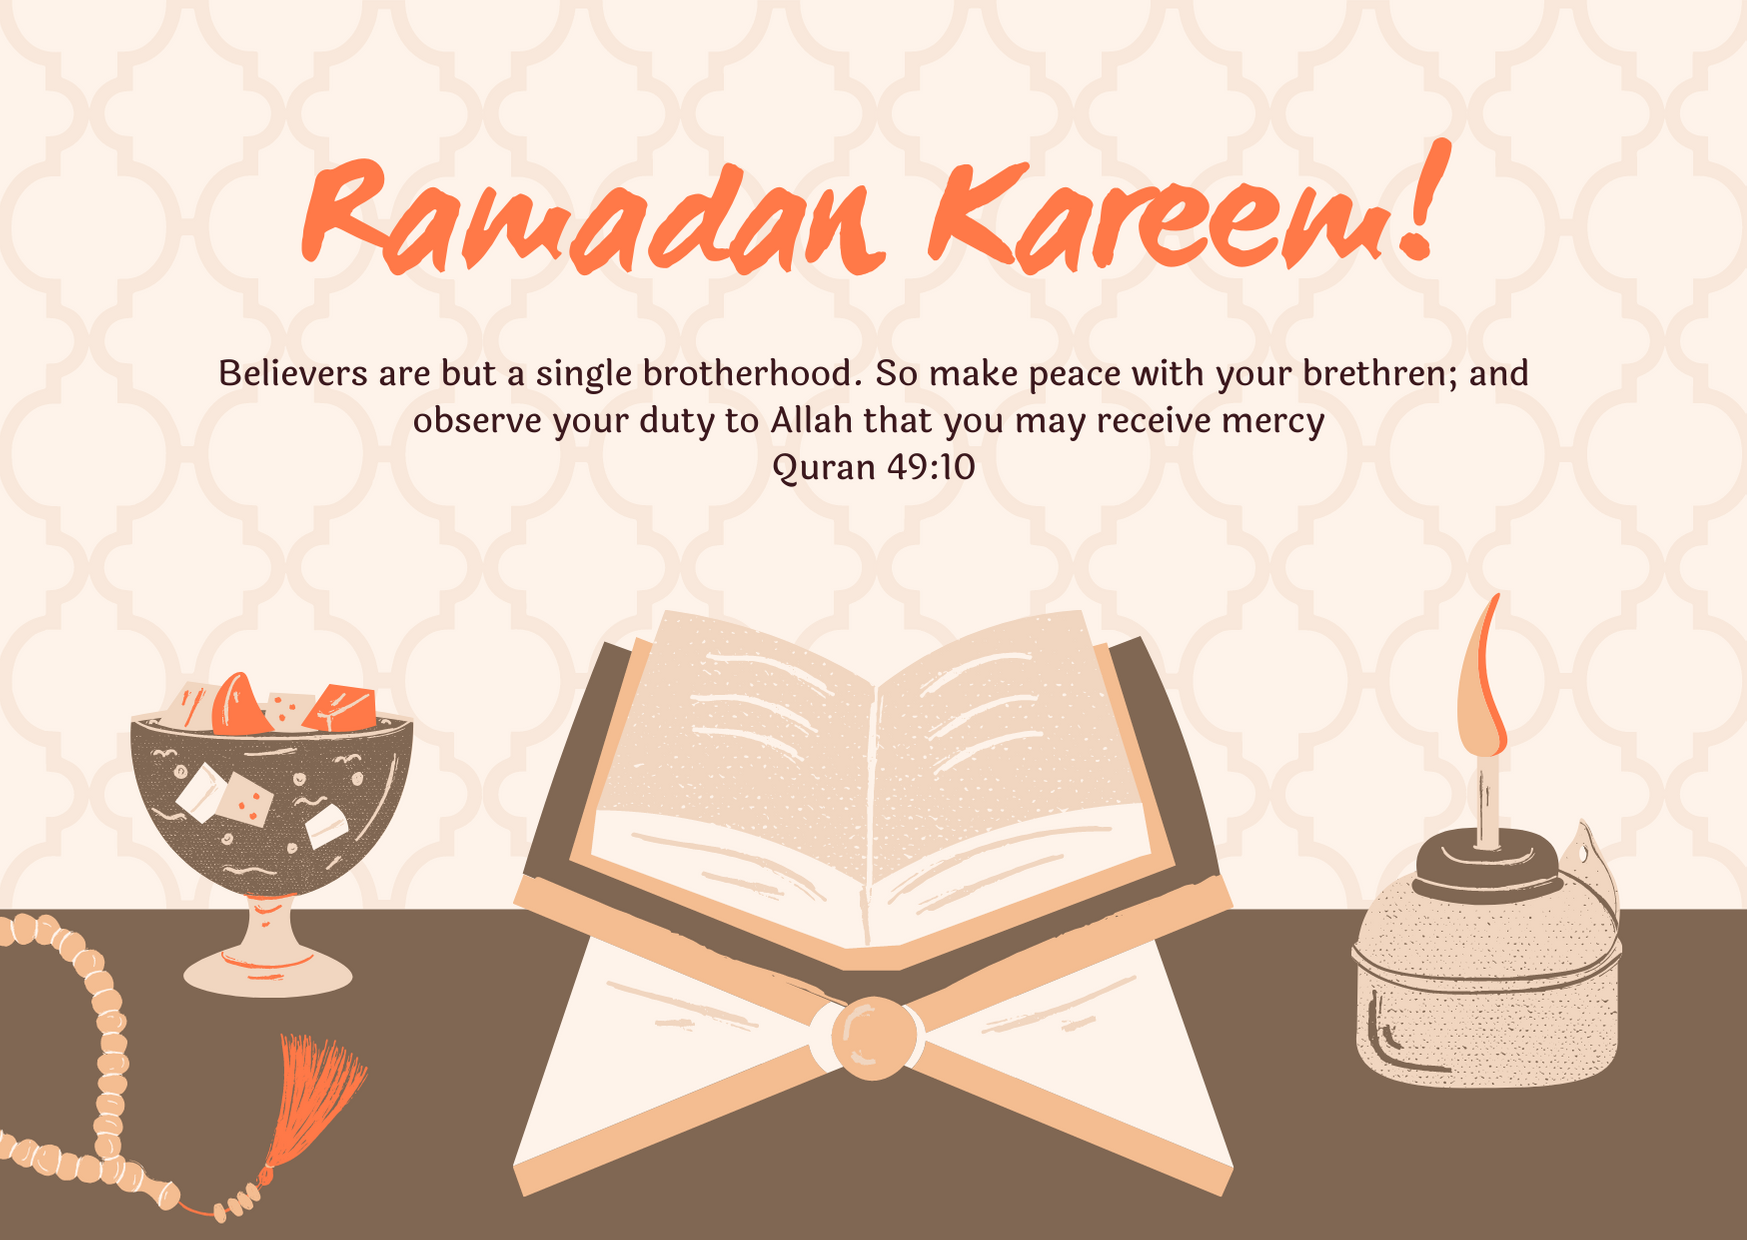 Ramadan Kareem!
Believers are but a single brotherhood. So make peace with your brethren; and
observe your duty to Allah that you may receive mercy
Quran 49:10